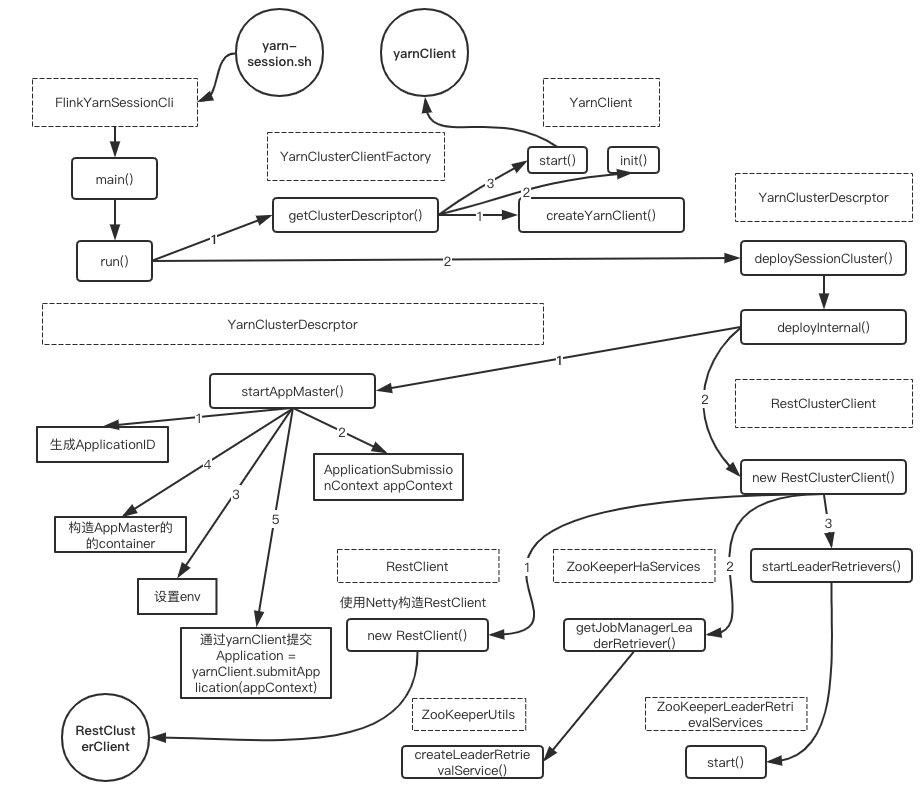 yarn-
session.sh
yarnClient
FlinkYarnSessionCli
YarnClient
YarnClusterClientFactory
start()
init()
main()
3
2
YarnClusterDescrptor
getClusterDescriptor()
1
createYarnClient()
1
run()
2
deploySessionCluster()
YarnClusterDescrptor
deployInternal()
1
startAppMaster()
2
RestClusterClient
1
2
生成ApplicationID
4
ApplicationSubmissio
nContext appContext
new RestClusterClient()
3
5
3
构造AppMaster的
的container
RestClient
1
ZooKeeperHaServices
2
startLeaderRetrievers()
设置env
使用Netty构造RestClient
通过yarnClient提交
Application =
yarnClient.submitApp
lication(appContext)
new RestClient()
getJobManagerLea
derRetriever()
RestClust
erClient
ZooKeeperUtils
ZooKeeperLeaderRetri
evalServices
createLeaderRetrie
valService()
start()